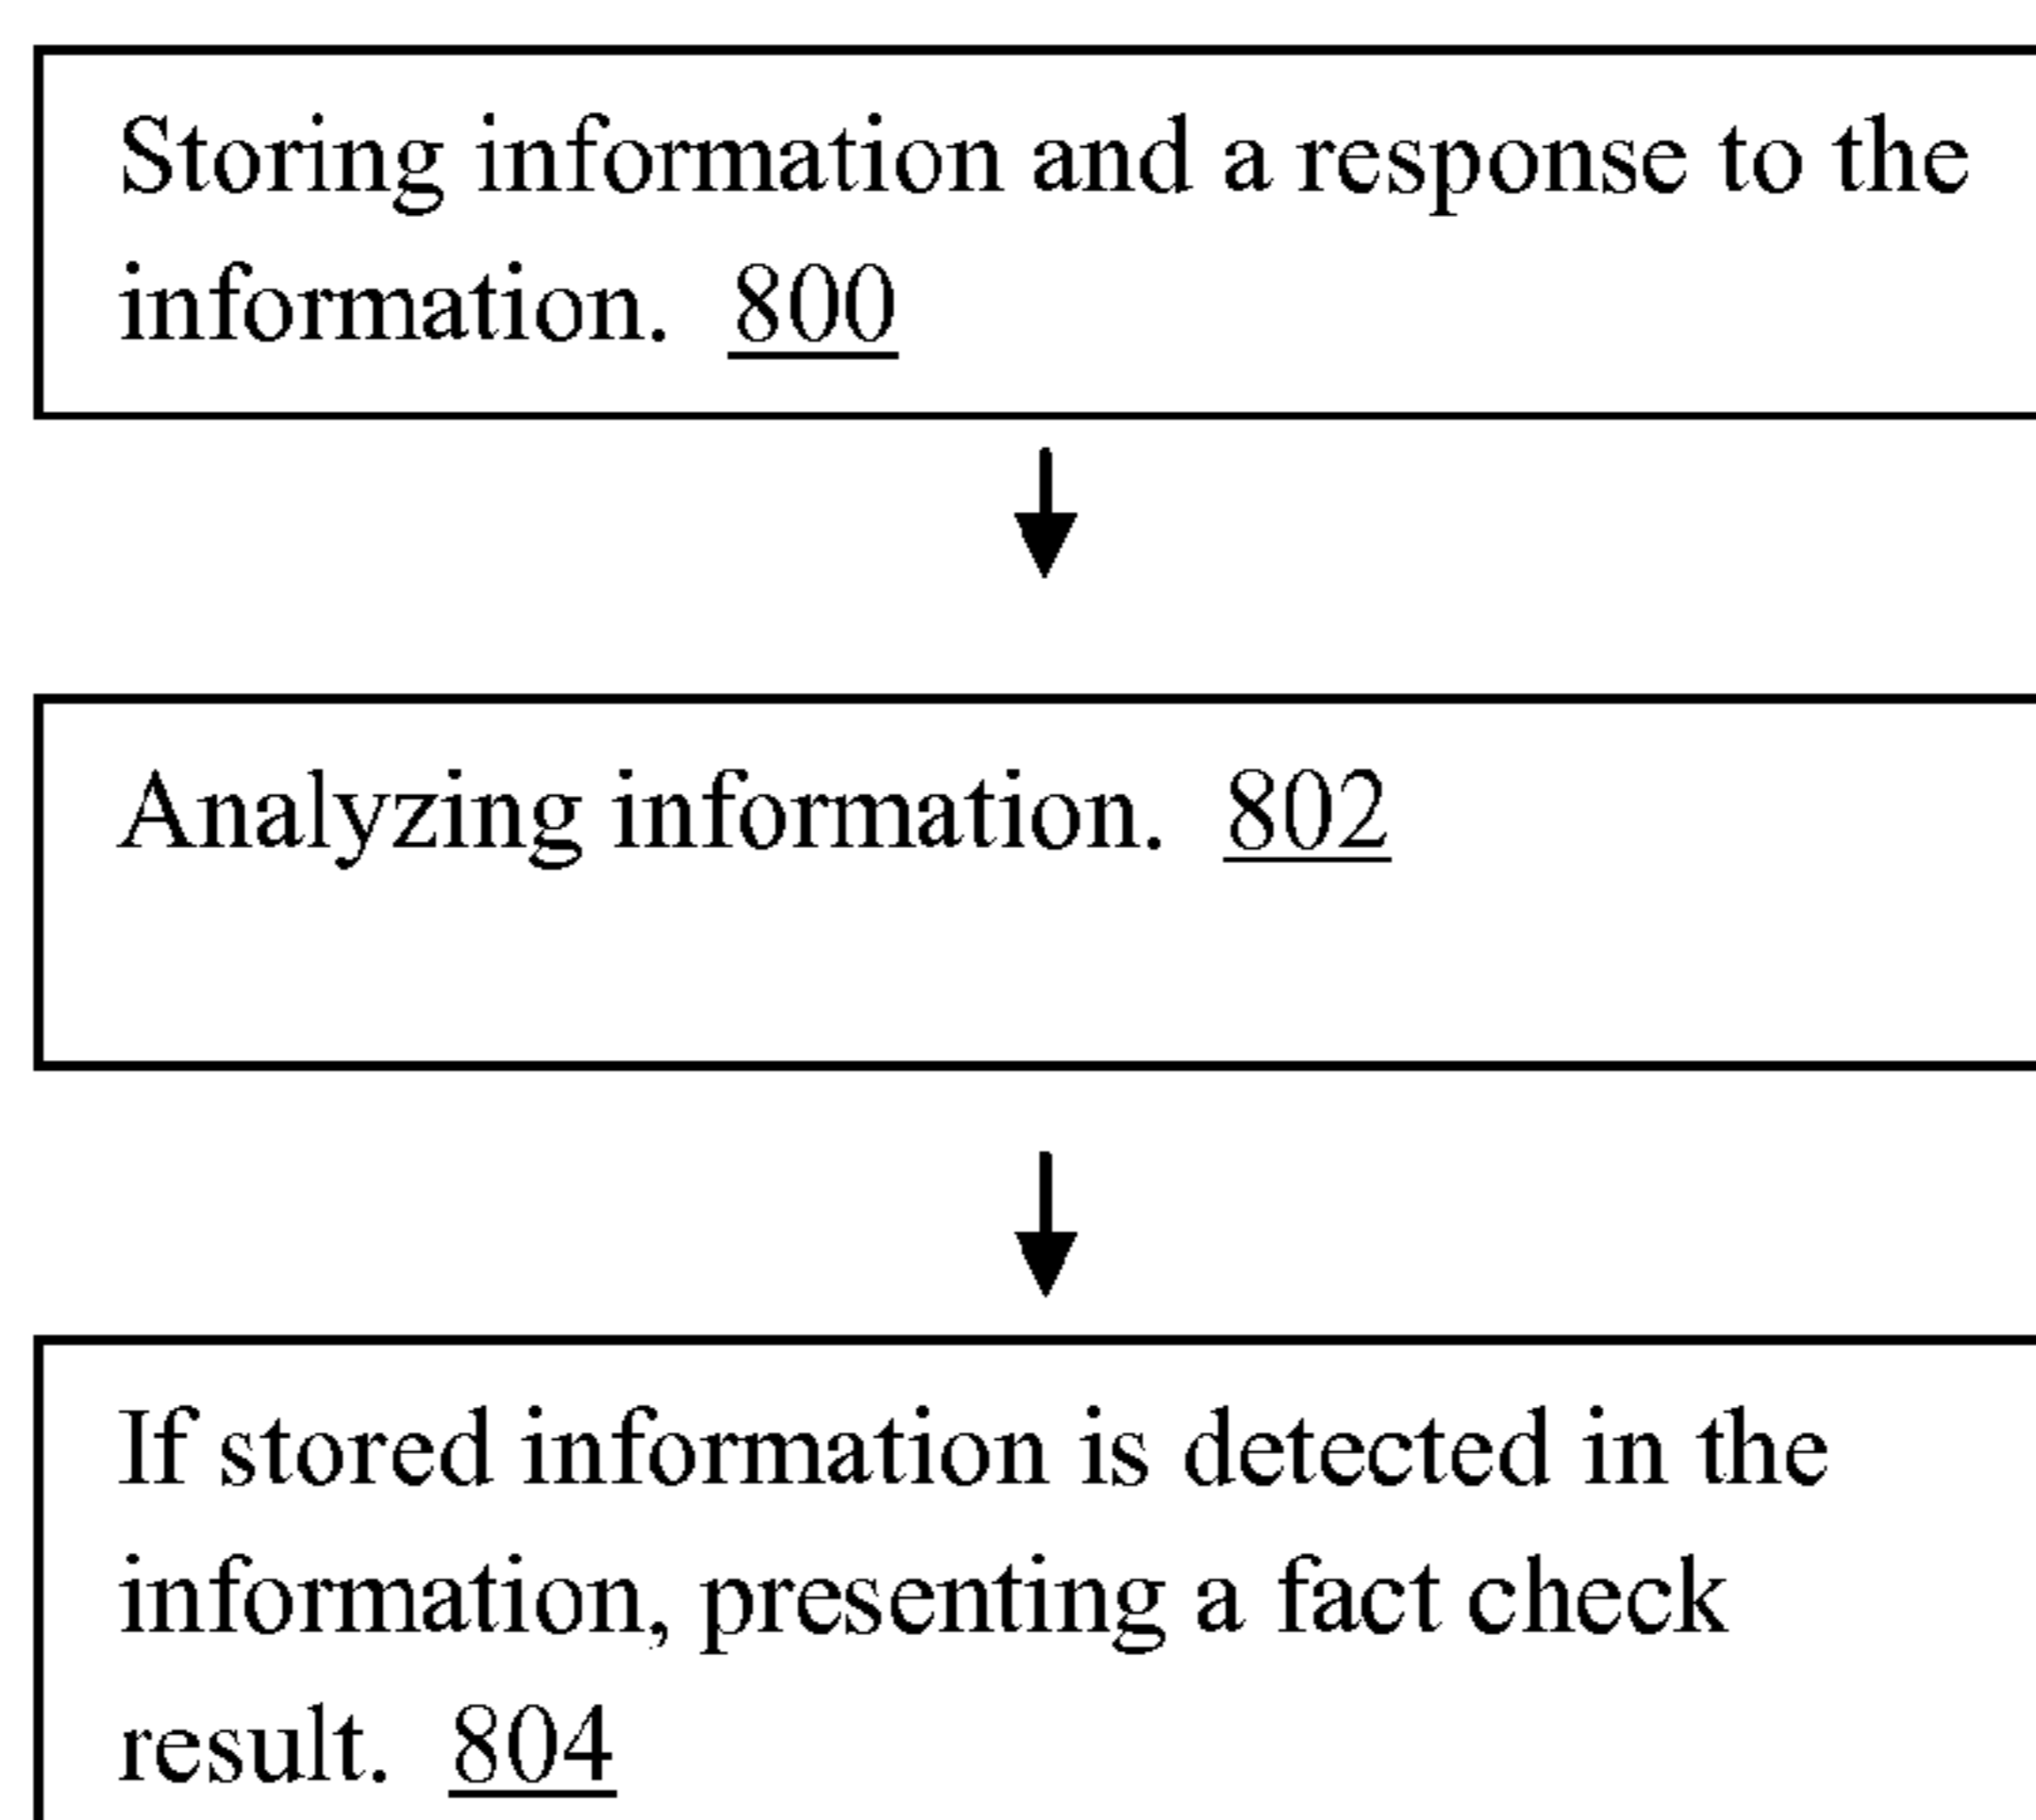 Storing information and a response to the
information. 800
Analyzing information. 802
If stored information is detected in the
information, presenting a fact check
result. 804